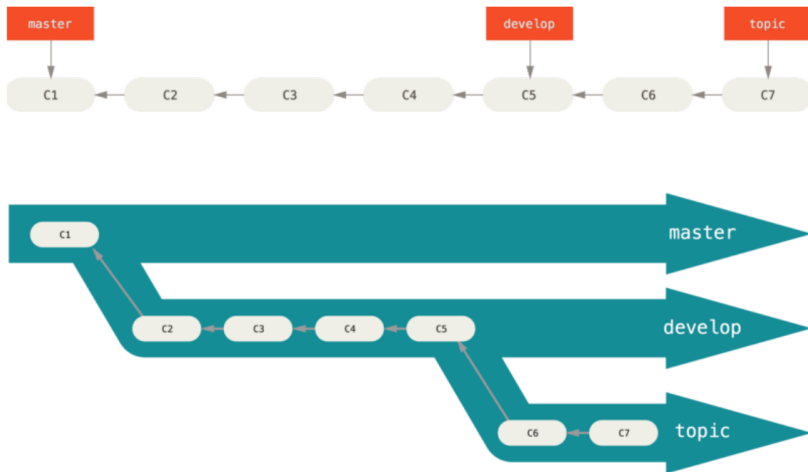 master develop topic
C1 C2 C3 C4 C5 C6 C7
C1 master
C2 C3 C4 C5 develop
C6 C7 topic